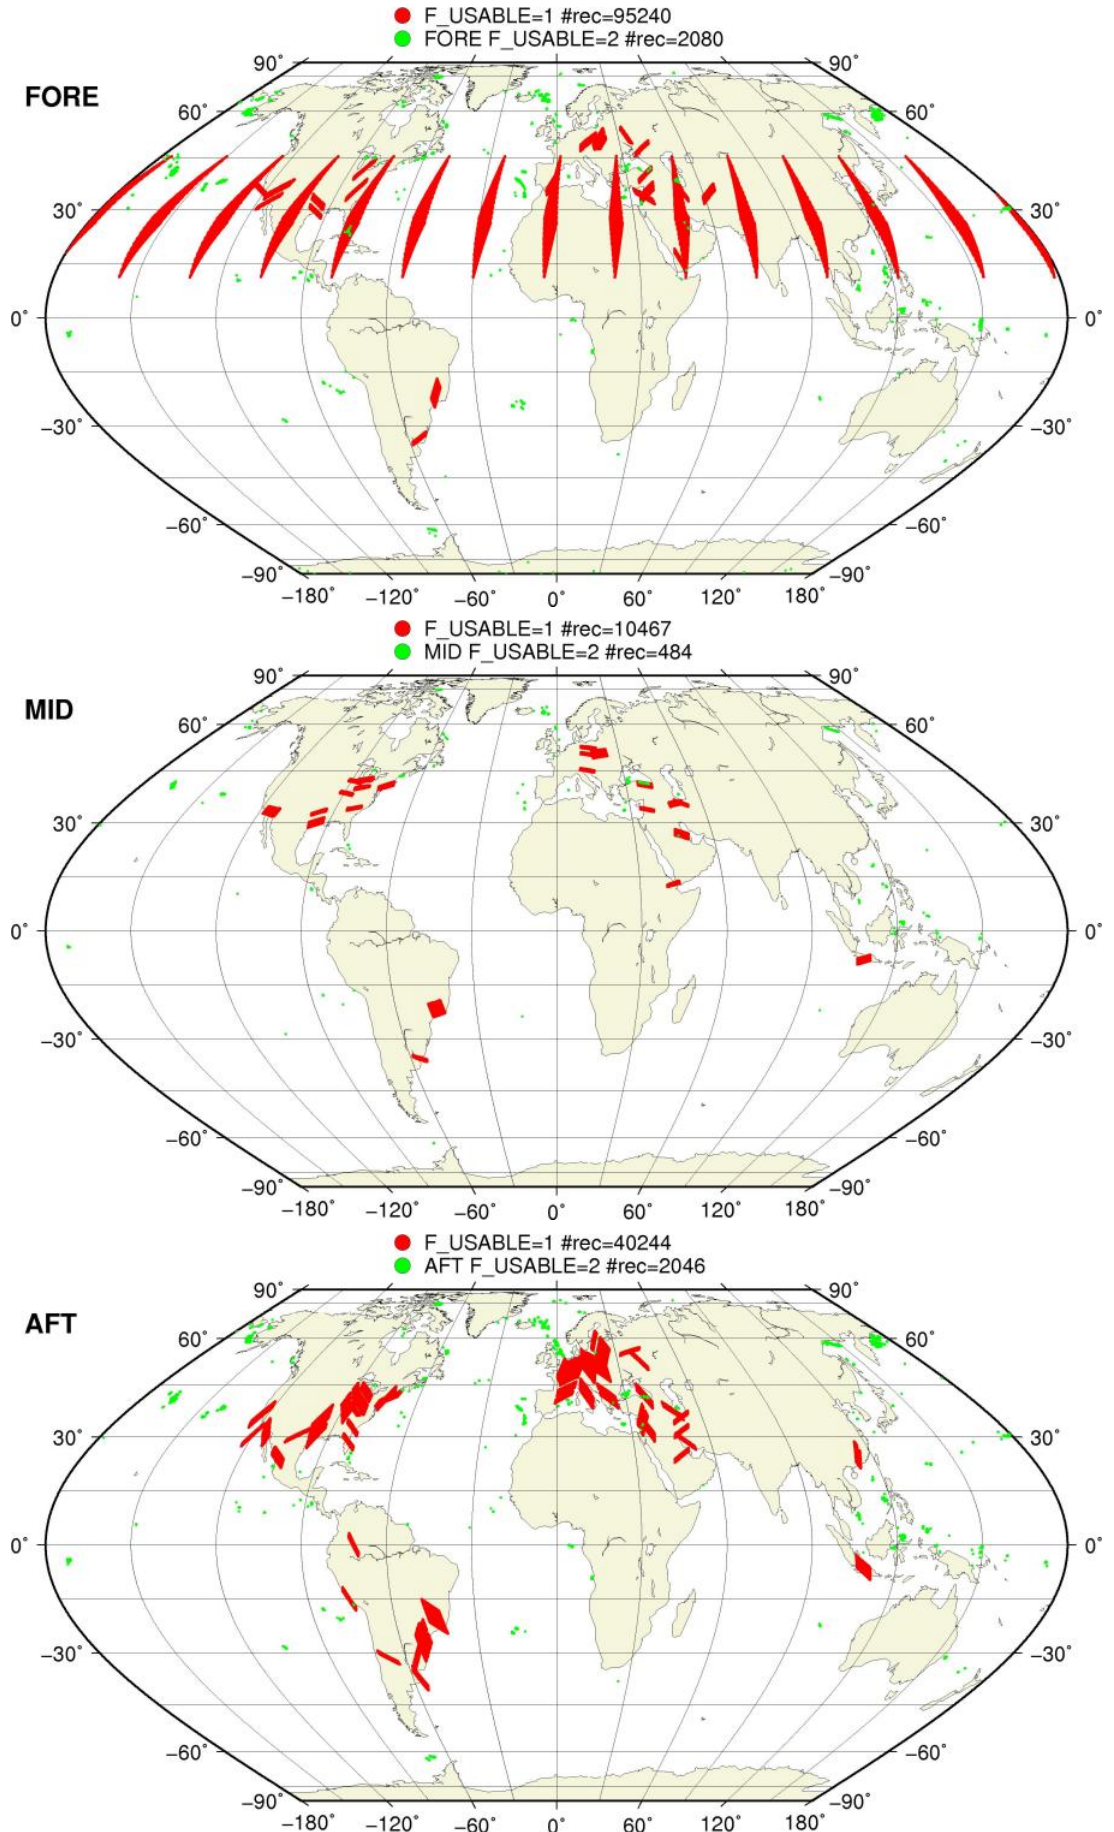 F_USABLE=1 #rec=95240
FORE F_USABLE=2 #rec=2080
FORE
90° 90°
60° 60°
30° 30°
0° 0°
−30° −30°
−60° −60°
−90° −90°
−180° −120° −60° 0° 60° 120° 180°
F_USABLE=1 #rec=10467
MID F_USABLE=2 #rec=484
MID
90° 90°
60° 60°
30° 30°
0° 0°
−30° −30°
−60° −60°
−90° −90°
−180° −120° −60° 0° 60° 120° 180°
F_USABLE=1 #rec=40244
AFT F_USABLE=2 #rec=2046
AFT
90° 90°
60° 60°
30° 30°
0° 0°
−30° −30°
−60° −60°
−90° −90°
−180° −120° −60° 0° 60° 120° 180°